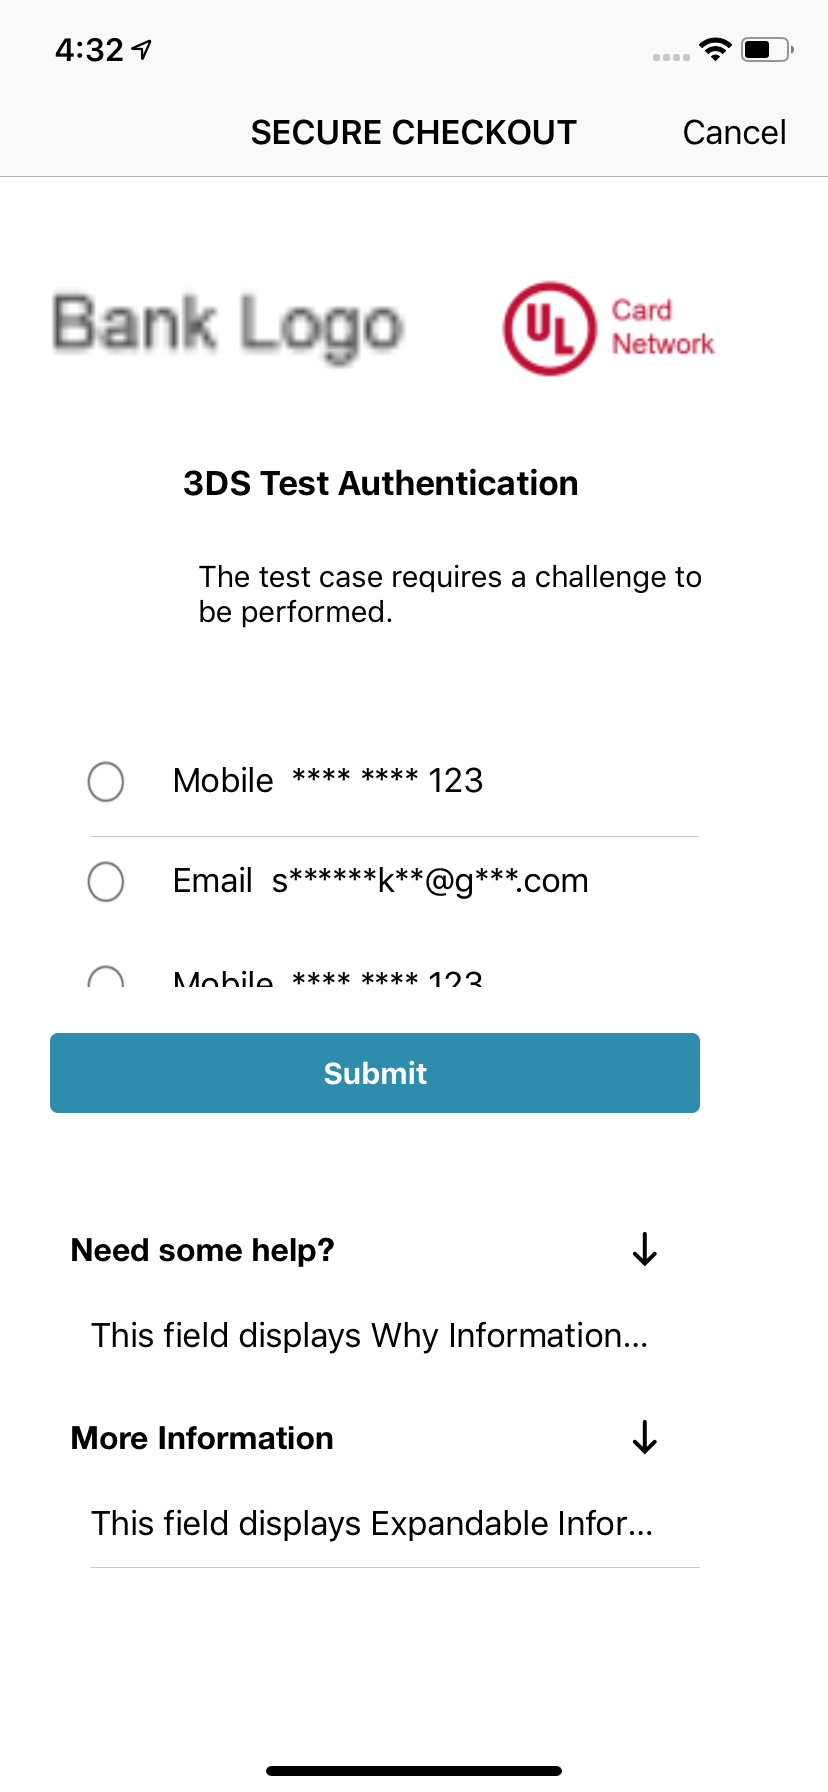 4:32
SECURE CHECKOUT Cancel
Bank Logo
UL Card
Network
3DS Test Authentication
The test case requires a challenge to
be performed.
Mobile **** **** 123
Email s******k**@g***.com
Mobile **** **** 123
Submit
Need some help?
This field displays Why Information...
More Information
This field displays Expandable Infor...